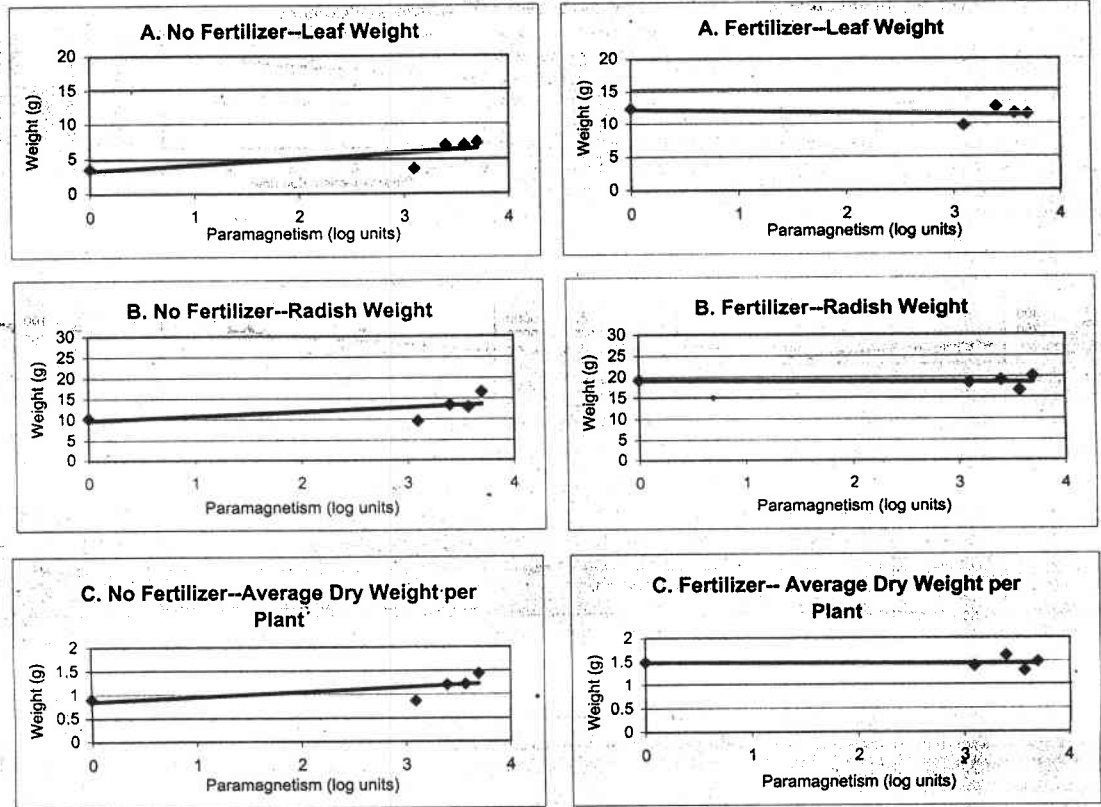 A. No Fertilizer--Leaf Weight
20
15
10
5
0
Weight (g)
0 1 2 3 4
Paramagnetism (log units)
A. Fertilizer--Leaf Weight
20
15
10
5
0
Weight (g)
0 1 2 3 4
Paramagnetism (log units)
B. No Fertilizer--Radish Weight
30
25
20
15
10
5
0
Weight (g)
0 1 2 3 4
Paramagnetism (log units)
B. Fertilizer--Radish Weight
30
25
20
15
10
5
0
Weight (g)
0 1 2 3 4
Paramagnetism (log units)
C. No Fertilizer--Average Dry Weight per
Plant
2
1.5
1
0.5
0
Weight (g)
0 1 2 3 4
Paramagnetism (log units)
C. Fertilizer-- Average Dry Weight per
Plant
2
1.5
1
0.5
0
Weight (g)
0 1 2 3 4
Paramagnetism (log units)